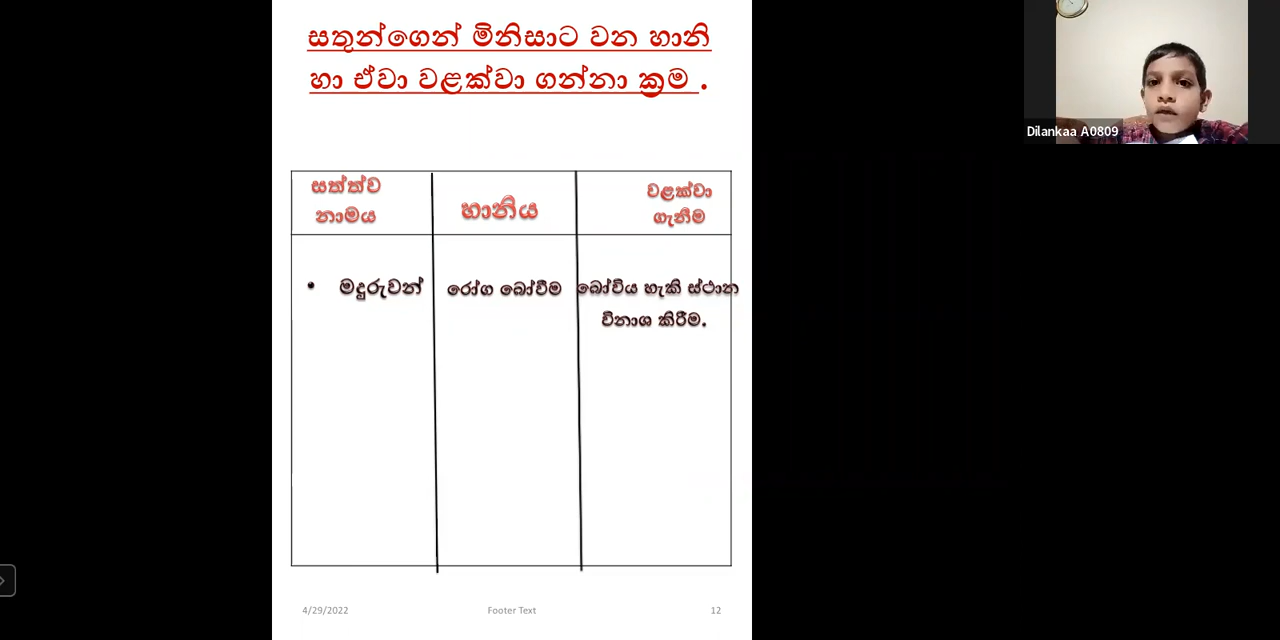 සතුන්ගෙන් මිනිසාට වන හානි
හා ඒවා වළක්වා ගන්නා ක්‍රම .
Dilankaa A0809
සත්ත්ව
නාමය
හානිය
වළක්වා
ගැනීම
• මදුරුවන්
රෝග බෝවීම
බෝවිය හැකි ස්ථාන
විනාශ කිරීම.
4/29/2022
Footer Text
12